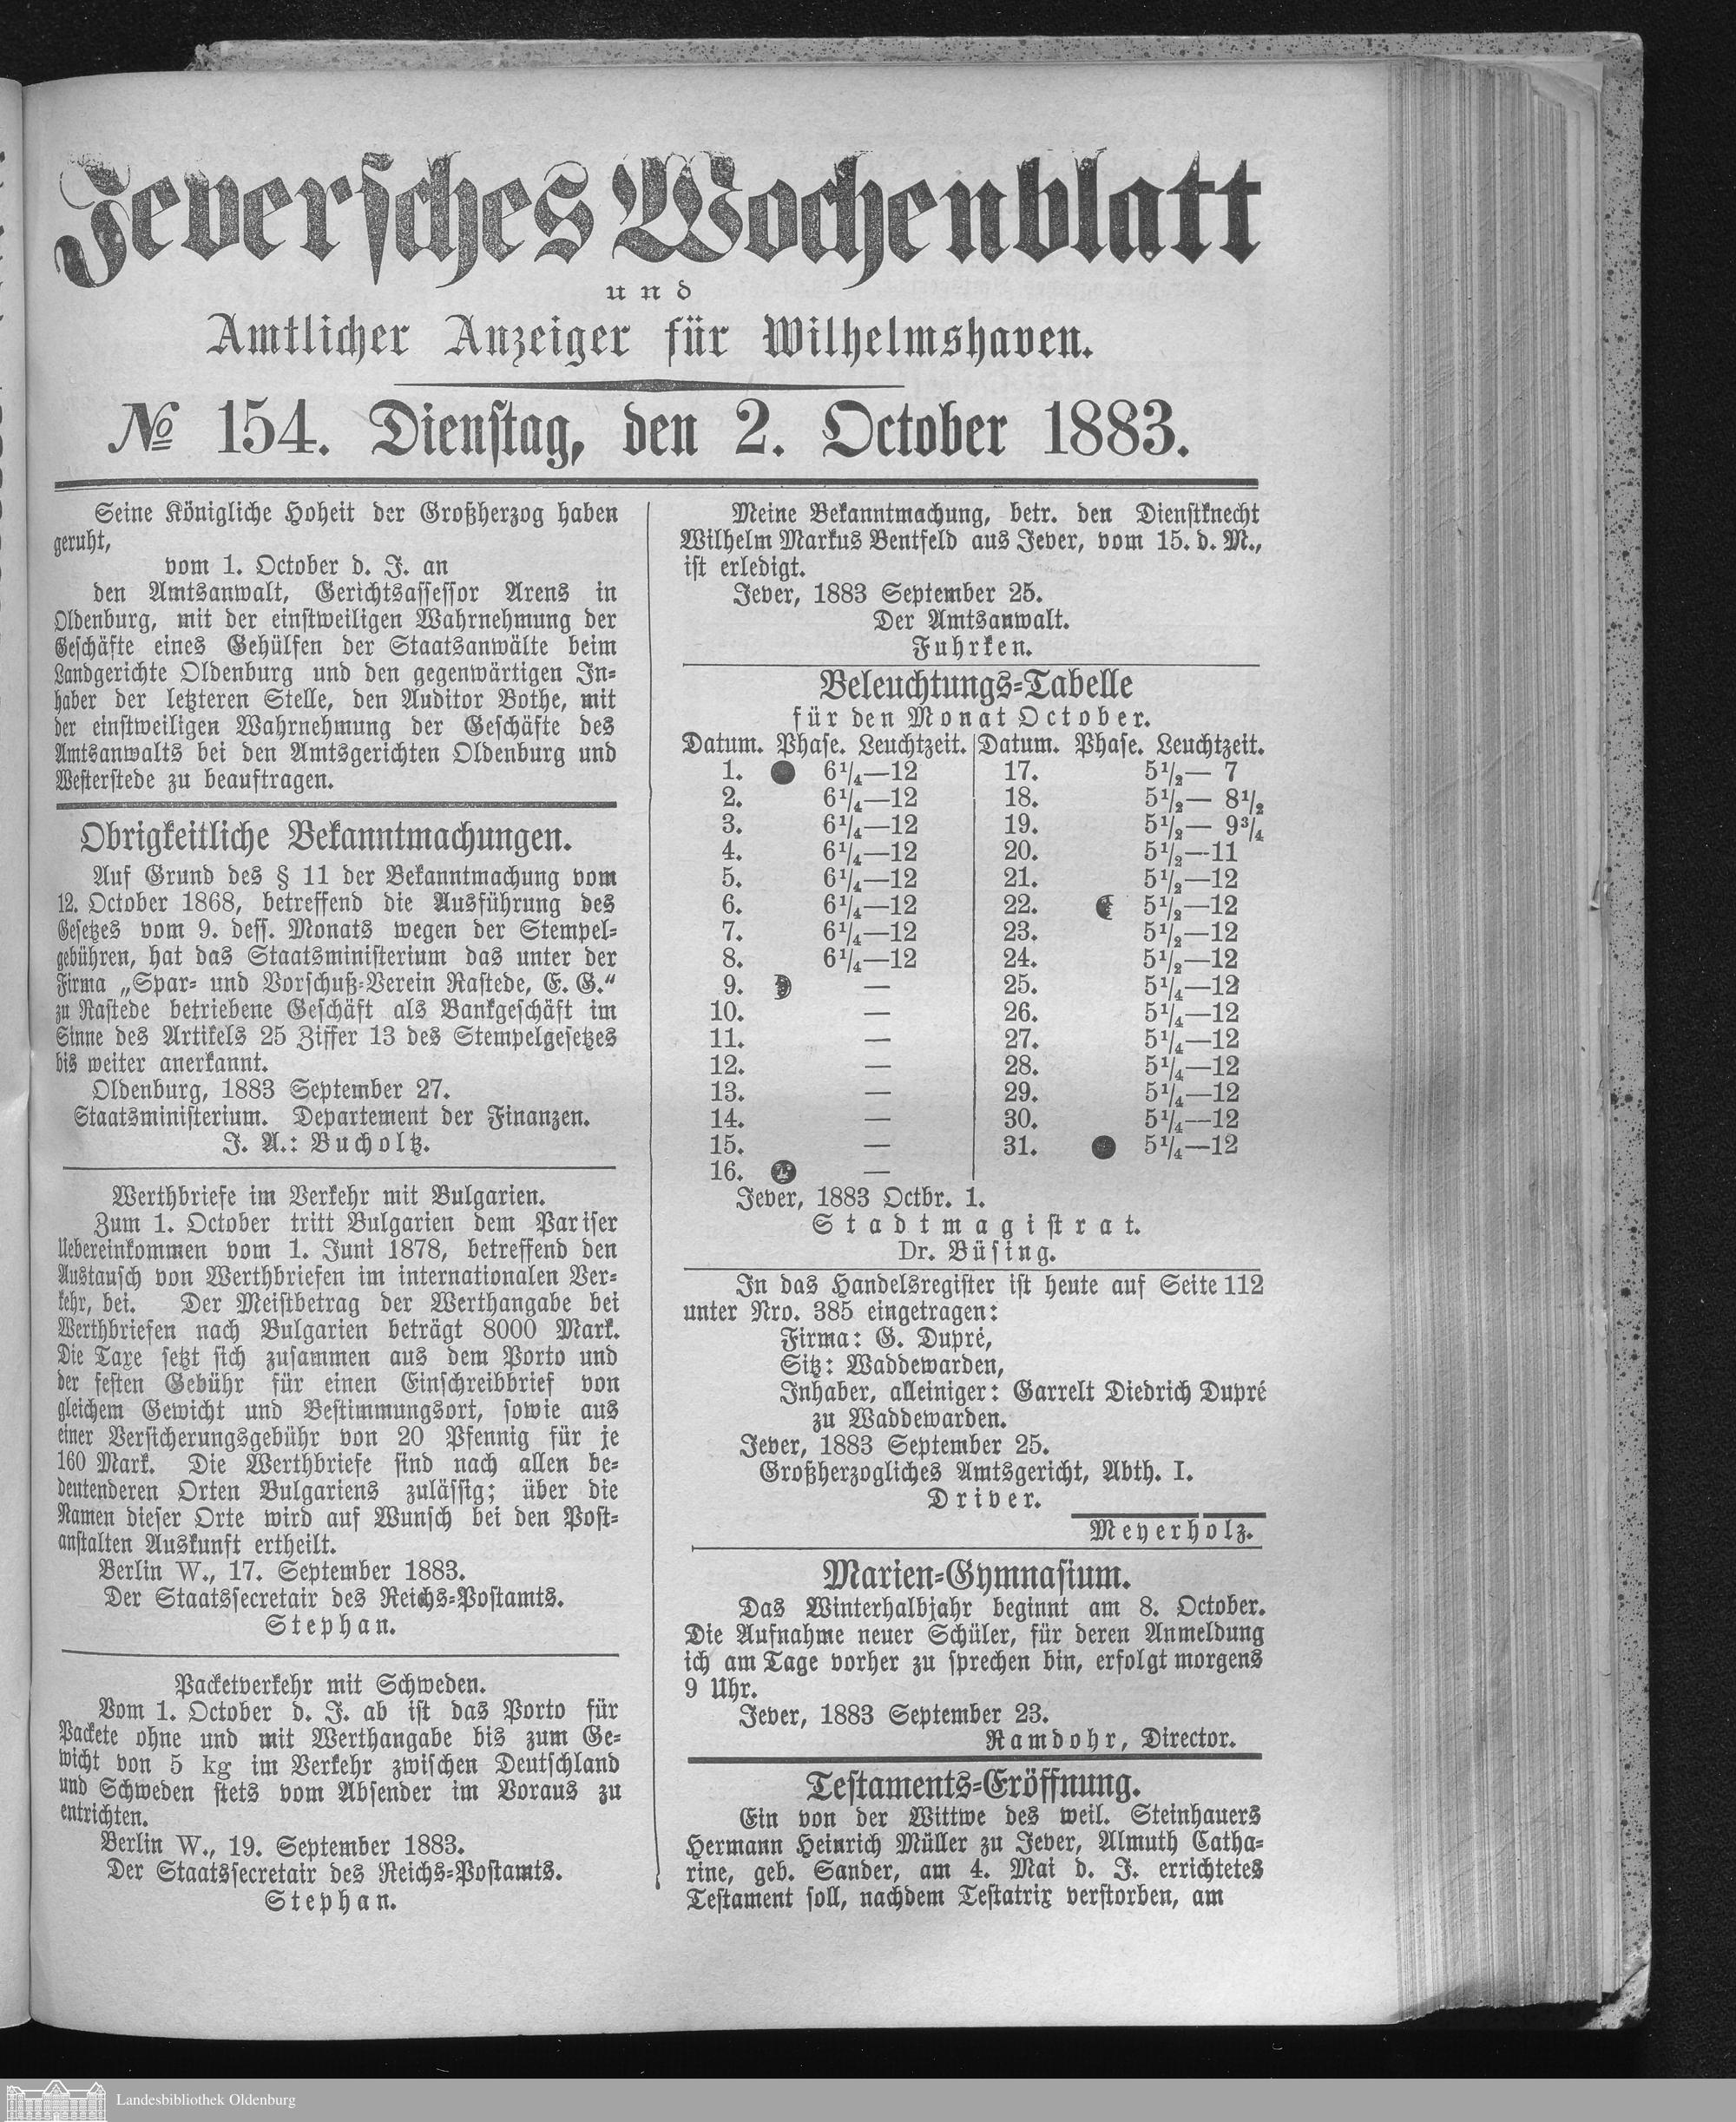 Jeversches Wochenblatt
und
Amtlicher Anzeiger für Wilhelmshaven.
№ 154. Dienstag, den 2. October 1883.
Seine Königliche Hoheit der Großherzog haben
geruht,
vom 1. October d. J. an
den Amtsanwalt, Gerichtsassessor Arens in
Oldenburg, mit der einstweiligen Wahrnehmung der
Geschäfte eines Gehülfen der Staatsanwälte beim
Landgerichte Oldenburg und den gegenwärtigen In-
haber der letzteren Stelle, den Auditor Bothe, mit
der einstweiligen Wahrnehmung der Geschäfte des
Amtsanwalts bei den Amtsgerichten Oldenburg und
Westerstede zu beauftragen.
Obrigkeitliche Bekanntmachungen.
Auf Grund des § 11 der Bekanntmachung vom
12. October 1868, betreffend die Ausführung des
Gesetzes vom 9. dess. Monats wegen der Stempel-
gebühren, hat das Staatsministerium das unter der
Firma „Spar- und Vorschuß-Verein Rastede, E. G.“
zu Rastede betriebene Geschäft als Bankgeschäft im
Sinne des Artikels 25 Ziffer 13 des Stempelgesetzes
bis weiter anerkannt.
Oldenburg, 1883 September 27.
Staatsministerium. Departement der Finanzen.
J. A.: Bucholtz.
Werthbriefe im Verkehr mit Bulgarien.
Zum 1. October tritt Bulgarien dem Pariser
Uebereinkommen vom 1. Juni 1878, betreffend den
Austausch von Werthbriefen im internationalen Ver-
kehr, bei. Der Meistbetrag der Werthangabe bei
Werthbriefen nach Bulgarien beträgt 8000 Mark.
Die Taxe setzt sich zusammen aus dem Porto und
der festen Gebühr für einen Einschreibbrief von
gleichem Gewicht und Bestimmungsort, sowie aus
einer Versicherungsgebühr von 20 Pfennig für je
160 Mark. Die Werthbriefe sind nach allen be-
deutenderen Orten Bulgariens zulässig; über die
Namen dieser Orte wird auf Wunsch bei den Post-
anstalten Auskunft ertheilt.
Berlin W., 17. September 1883.
Der Staatssecretair des Reichs-Postamts.
Stephan.
Packetverkehr mit Schweden.
Vom 1. October d. J. ab ist das Porto für
Packete ohne und mit Werthangabe bis zum Ge-
wicht von 5 kg im Verkehr zwischen Deutschland
und Schweden stets vom Absender im Voraus zu
entrichten.
Berlin W., 19. September 1883.
Der Staatssecretair des Reichs-Postamts.
Stephan.
Meine Bekanntmachung, betr. den Dienstknecht
Wilhelm Markus Bentfeld aus Jever, vom 15. d. M.,
ist erledigt.
Jever, 1883 September 25.
Der Amtsanwalt.
Fuhrken.
Beleuchtungs-Tabelle
für den Monat October.
Datum. Phase. Leuchtzeit. Datum. Phase. Leuchtzeit.
1. ● 6¼—12 17. 5½— 7
2. 6¼—12 18. 5½— 8½
3. 6¼—12 19. 5½— 9¾
4. 6¼—12 20. 5½—11
5. 6¼—12 21. 5½—12
6. 6¼—12 22. ☾ 5½—12
7. 6¼—12 23. 5½—12
8. 6¼—12 24. 5½—12
9. ☽ — 25. 5¼—12
10. — 26. 5¼—12
11. — 27. 5¼—12
12. — 28. 5¼—12
13. — 29. 5¼—12
14. — 30. 5¼—12
15. — 31. ● 5¼—12
16. —
Jever, 1883 Octbr. 1.
Stadtmagistrat.
Dr. Büsing.
In das Handelsregister ist heute auf Seite 112
unter Nro. 385 eingetragen:
Firma: G. Dupré,
Sitz: Waddewarden,
Inhaber, alleiniger: Garrelt Diedrich Dupré
zu Waddewarden.
Jever, 1883 September 25.
Großherzogliches Amtsgericht, Abth. I.
Driver.
Meyerholz.
Marien-Gymnasium.
Das Winterhalbjahr beginnt am 8. October.
Die Aufnahme neuer Schüler, für deren Anmeldung
ich am Tage vorher zu sprechen bin, erfolgt morgens
9 Uhr.
Jever, 1883 September 23.
Ramdohr, Director.
Testaments-Eröffnung.
Ein von der Wittwe des weil. Steinhauers
Hermann Heinrich Müller zu Jever, Almuth Catha-
rine, geb. Sander, am 4. Mai d. J. errichtetes
Testament soll, nachdem Testatrix verstorben, am
Landesbibliothek Oldenburg